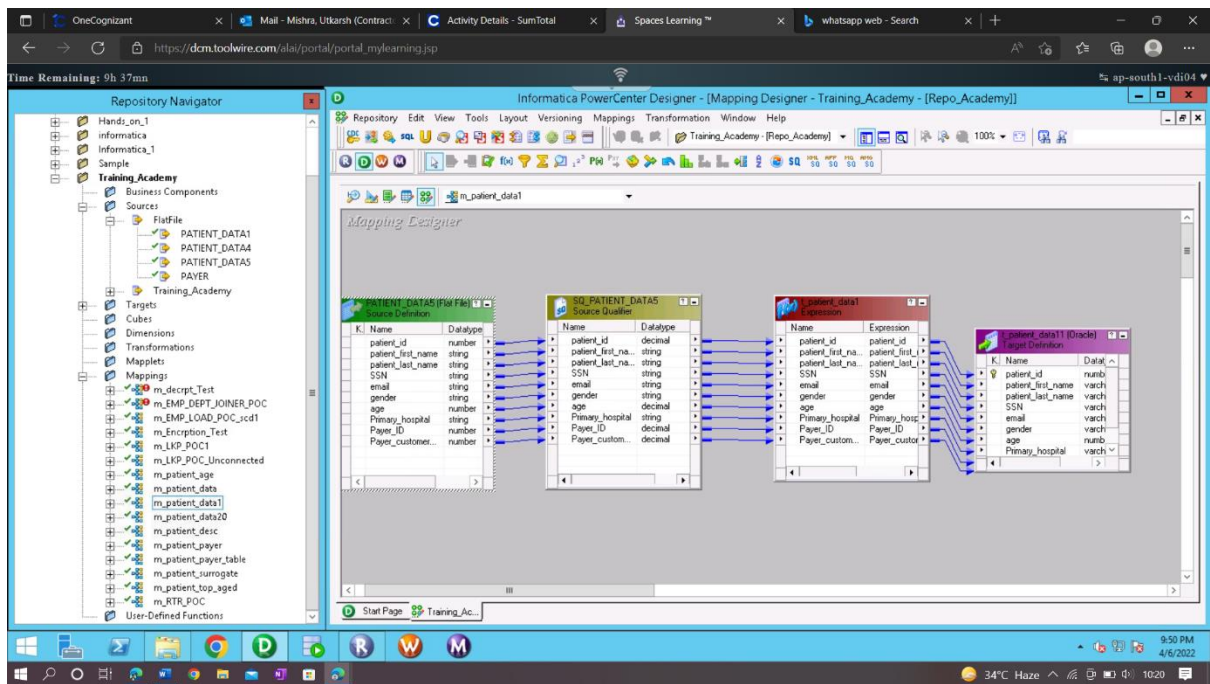 OneCognizant
Mail - Mishra, Utkarsh (Contract
Activity Details - SumTotal
Spaces Learning ™
whatsapp web - Search
https://dcm.toolwire.com/alai/portal/portal_mylearning.jsp
Time Remaining: 9h 37mn
ap-south1-vdi04
Repository Navigator
Informatica PowerCenter Designer - [Mapping Designer - Training_Academy - [Repo_Academy]]
Repository Edit View Tools Layout Versioning Mappings Transformation Window Help
Training_Academy - [Repo_Academy]
100%
m_patient_data1
Hands_on_1
informatica
Informatica_1
Sample
Training_Academy
Business Components
Sources
FlatFile
PATIENT_DATA1
PATIENT_DATA4
PATIENT_DATA5
PAYER
Training_Academy
Targets
Cubes
Dimensions
Transformations
Mapplets
Mappings
m_decrpt_Test
m_EMP_DEPT_JOINER_POC
m_EMP_LOAD_POC_scd1
m_Encrption_Test
m_LKP_POC1
m_LKP_POC_Unconnected
m_patient_age
m_patient_data
m_patient_data1
m_patient_data20
m_patient_desc
m_patient_payer
m_patient_payer_table
m_patient_surrogate
m_patient_top_aged
m_RTR_POC
User-Defined Functions
Mapping Designer
PATIENT_DATA5 (Flat File)
Source Definition
K Name Datatype
patient_id number
patient_first_name string
patient_last_name string
SSN string
email string
gender string
age number
Primary_hospital string
Payer_ID number
Payer_customer... number
SQ_PATIENT_DATA5
Source Qualifier
Name Datatype
patient_id decimal
patient_first_na... string
patient_last_na... string
SSN string
email string
gender string
age decimal
Primary_hospital string
Payer_ID decimal
Payer_custom... decimal
t_patient_data1
Expression
Name Expression
patient_id patient_id
patient_first_na... patient_first_
patient_last_na... patient_last_
SSN SSN
email email
gender gender
age age
Primary_hospital Primary_hosp
Payer_ID Payer_ID
Payer_custom... Payer_custor
t_patient_data11 (Oracle)
Target Definition
K Name Datat
patient_id numb
patient_first_name varch
patient_last_name varch
SSN varch
email varch
gender varch
age numb
Primary_hospital varch
Start Page
Training_Ac...
9:50 PM
4/6/2022
34°C Haze
10:20